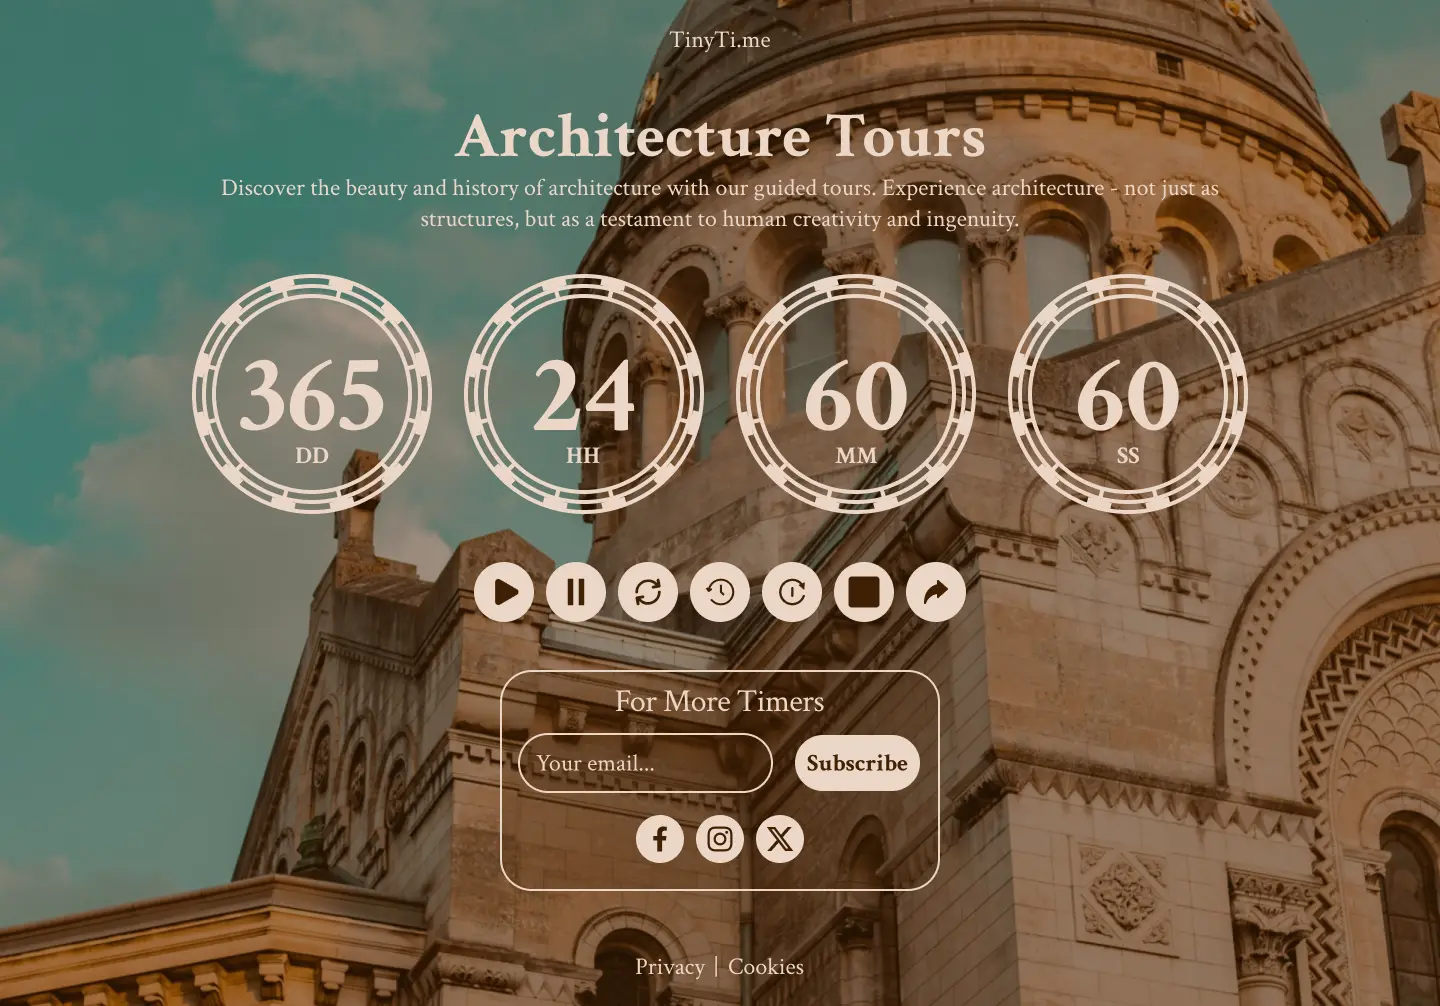 TinyTi.me
Architecture Tours
Discover the beauty and history of architecture with our guided tours. Experience architecture - not just as
structures, but as a testament to human creativity and ingenuity.
365 24 60 60
DD HH MM SS
For More Timers
Your email... Subscribe
Privacy | Cookies